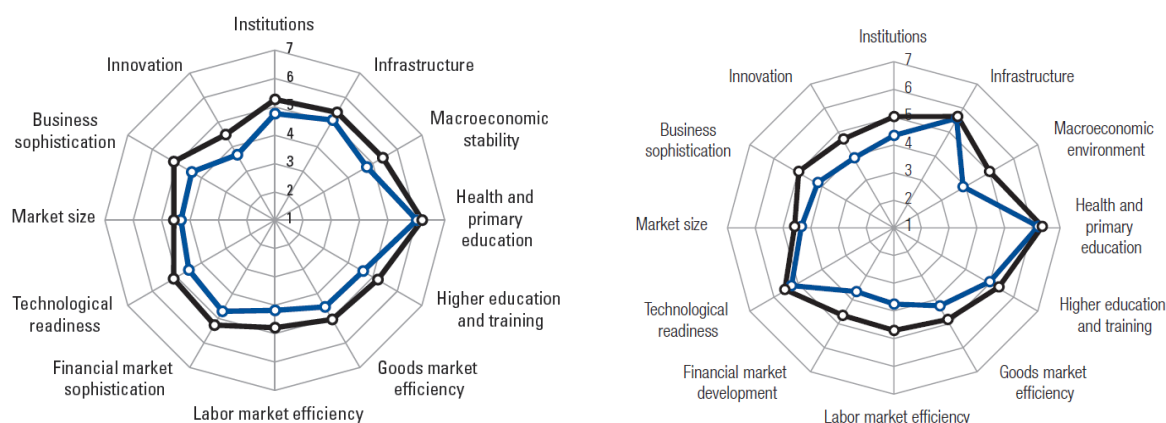 Institutions
7
6
5
4
3
2
1
Infrastructure
Macroeconomic
stability
Health and
primary
education
Higher education
and training
Goods market
efficiency
Labor market efficiency
Financial market
sophistication
Technological
readiness
Market size
Business
sophistication
Innovation
Institutions
7
6
5
4
3
2
1
Infrastructure
Macroeconomic
environment
Health and
primary
education
Higher education
and training
Goods market
efficiency
Labor market efficiency
Financial market
development
Technological
readiness
Market size
Business
sophistication
Innovation